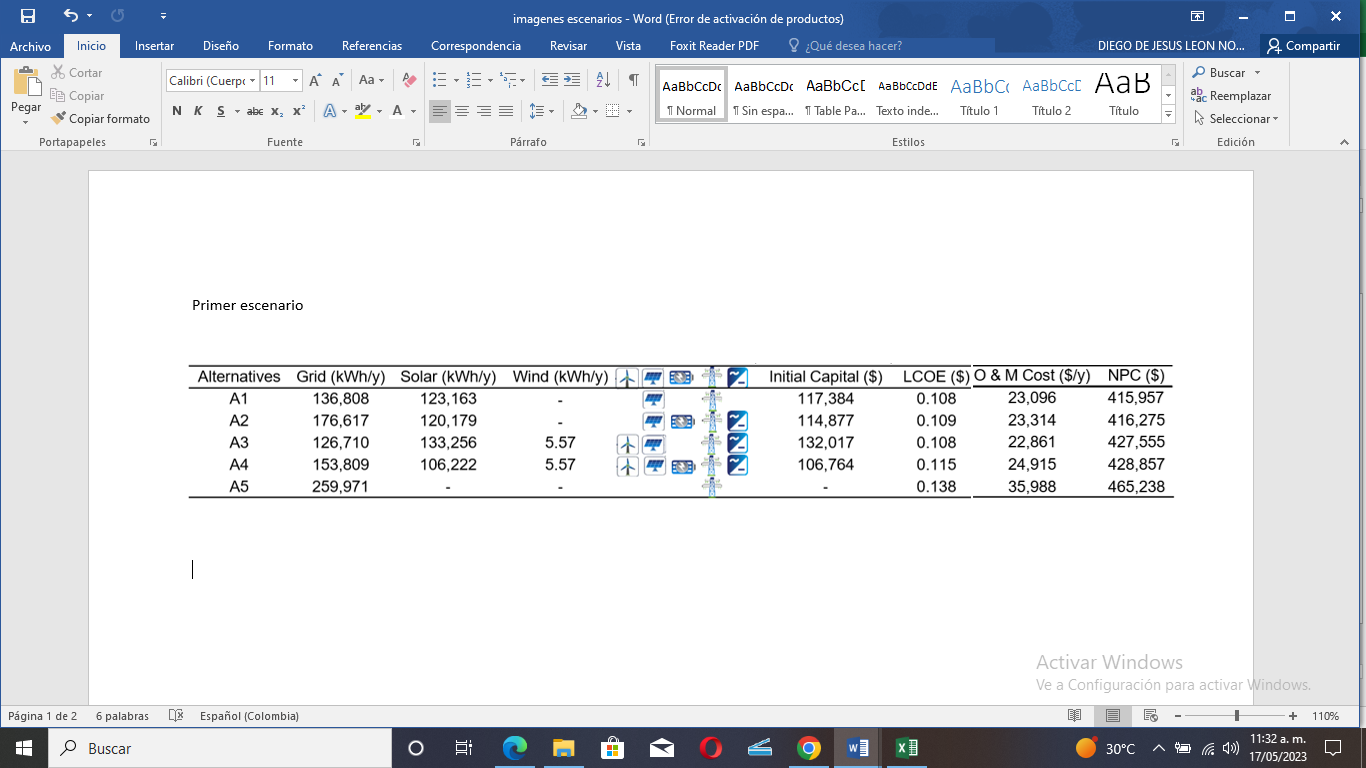 imagenes escenarios - Word (Error de activación de productos)
Archivo Inicio Insertar Diseño Formato Referencias Correspondencia Revisar Vista Foxit Reader PDF ¿Qué desea hacer? DIEGO DE JESUS LEON NO... Compartir
Pegar Cortar
Copiar
Copiar formato
Calibri (Cuerpo 11 Aa
N K S abc x₂ x² A ab A
AaBbCcDc AaBbCcDc AaBbCcI AaBbCcDdE AaBbC AaBbCcC AaB
¶ Normal ¶ Sin espa... ¶ Table Pa... Texto inde... Título 1 Título 2 Título
Buscar
Reemplazar
Seleccionar
Portapapeles Fuente Párrafo Estilos Edición
Primer escenario
Alternatives Grid (kWh/y) Solar (kWh/y) Wind (kWh/y) Initial Capital ($) LCOE ($) O & M Cost ($/y) NPC ($)
A1 136,808 123,163 - 117,384 0.108 23,096 415,957
A2 176,617 120,179 - 114,877 0.109 23,314 416,275
A3 126,710 133,256 5.57 132,017 0.108 22,861 427,555
A4 153,809 106,222 5.57 106,764 0.115 24,915 428,857
A5 259,971 - - - 0.138 35,988 465,238
Activar Windows
Ve a Configuración para activar Windows.
Página 1 de 2 6 palabras Español (Colombia) 110%
Buscar 30°C 11:32 a. m.
17/05/2023